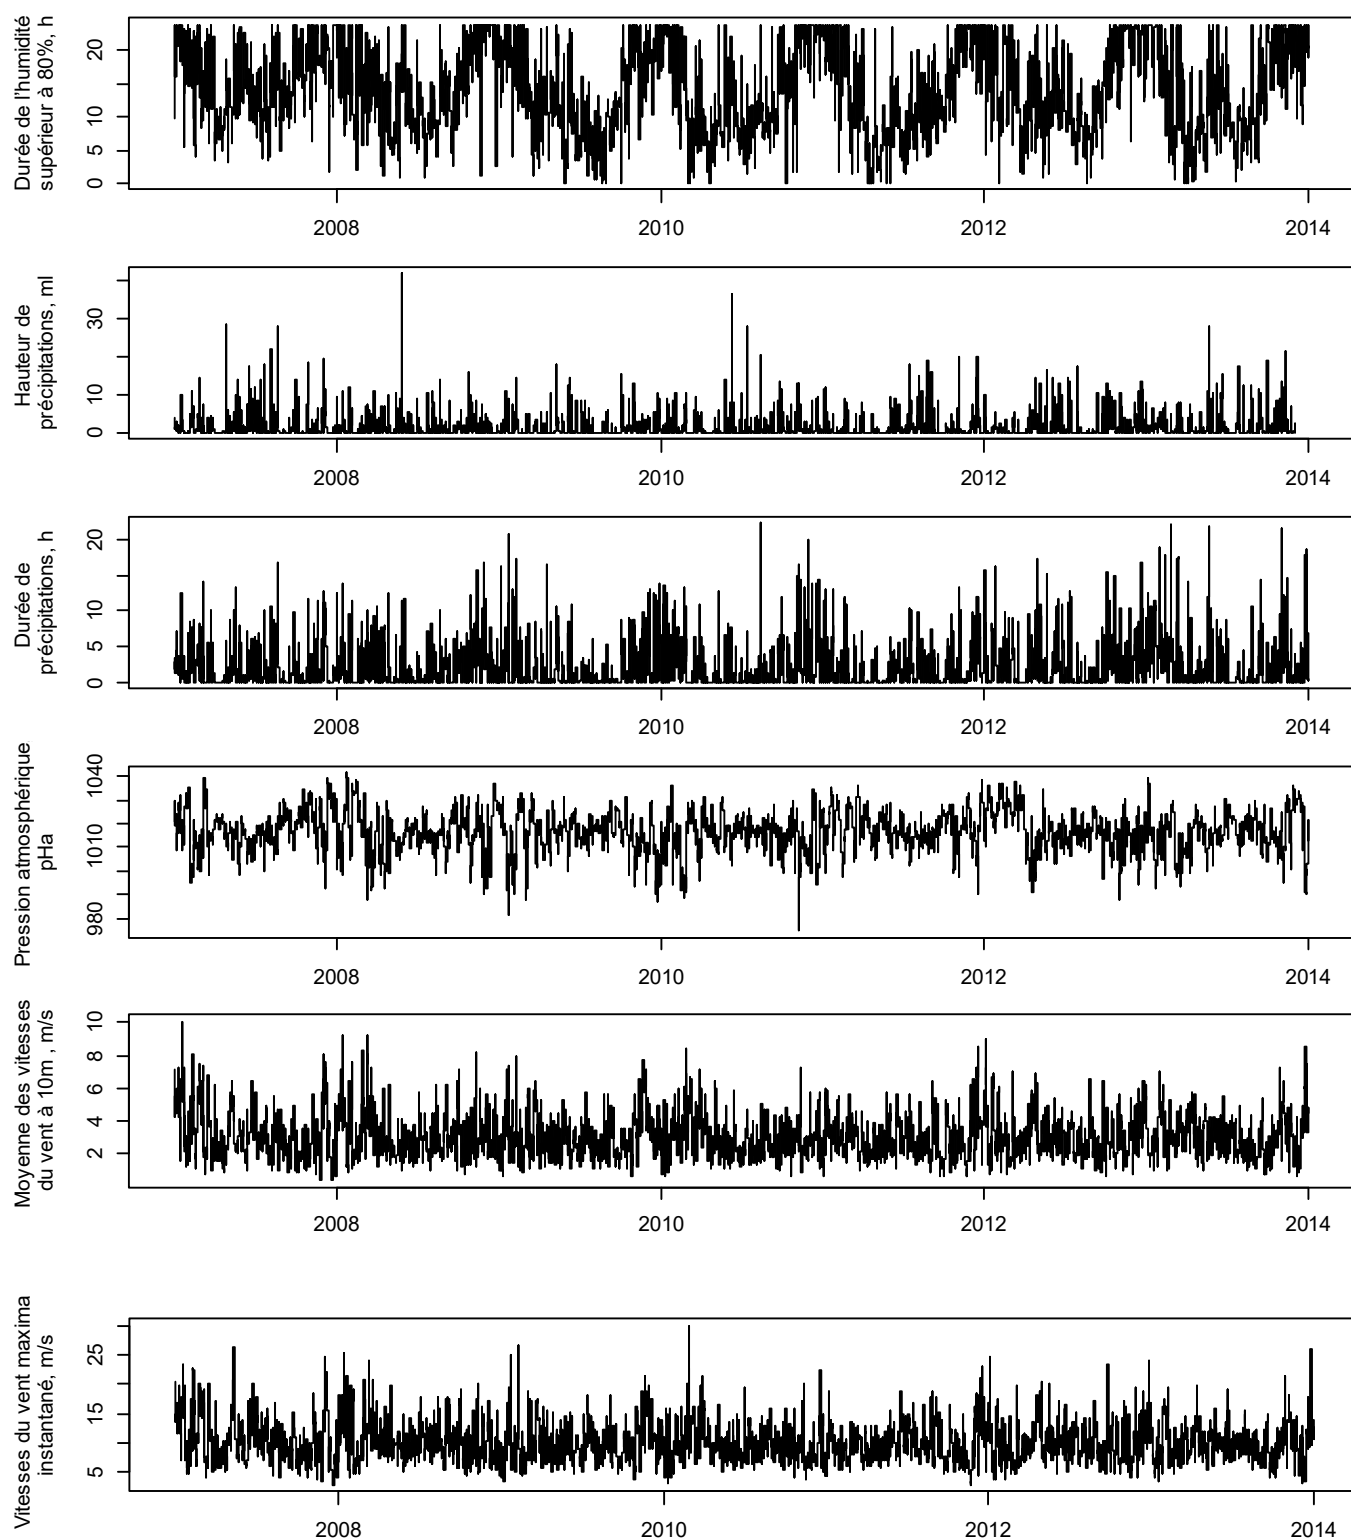 Durée de l'humidité
supérieur à 80%, h
0 5 10 20
2008 2010 2012 2014
Hauteur de
précipitations, ml
0 10 30
2008 2010 2012 2014
Durée de
précipitations, h
0 5 10 20
2008 2010 2012 2014
Pression atmosphérique
pHa
980 1010 1040
2008 2010 2012 2014
Moyenne des vitesses
du vent à 10m , m/s
2 4 6 8 10
2008 2010 2012 2014
Vitesses du vent maxima
instantané, m/s
5 15 25
2008 2010 2012 2014